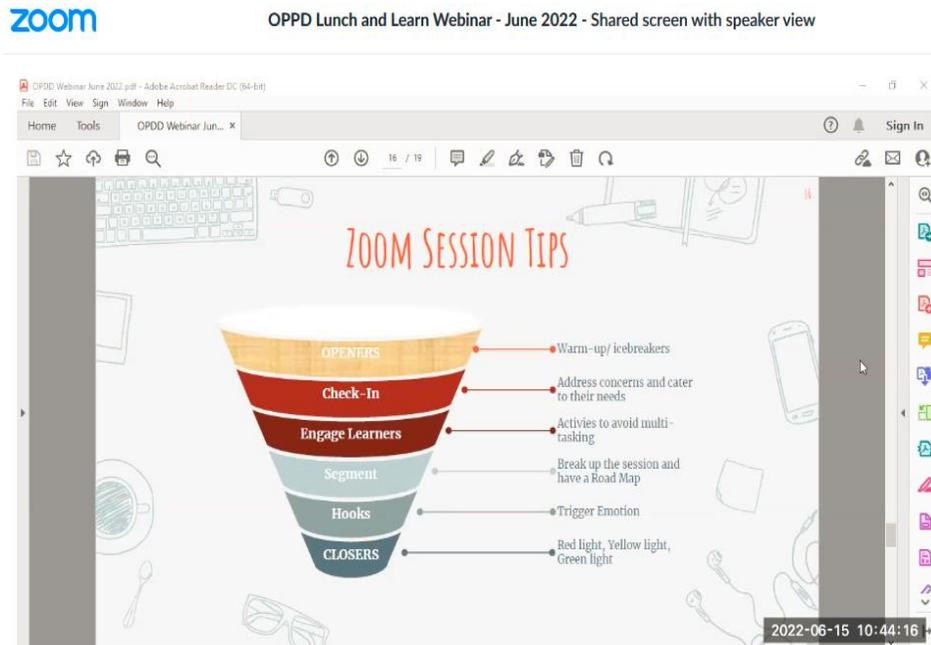 zoom
OPPD Lunch and Learn Webinar - June 2022 - Shared screen with speaker view
OPDD Webinar June 2022.pdf - Adobe Acrobat Reader DC (64-bit)
File Edit View Sign Window Help
Home Tools OPDD Webinar Jun... × Sign In
16 / 19
16
ZOOM SESSION TIPS
OPENERS
Warm-up/ icebreakers
Check-In
Address concerns and cater
to their needs
Engage Learners
Activies to avoid multi-
tasking
Segment
Break up the session and
have a Road Map
Hooks
Trigger Emotion
CLOSERS
Red light, Yellow light,
Green light
2022-06-15 10:44:16